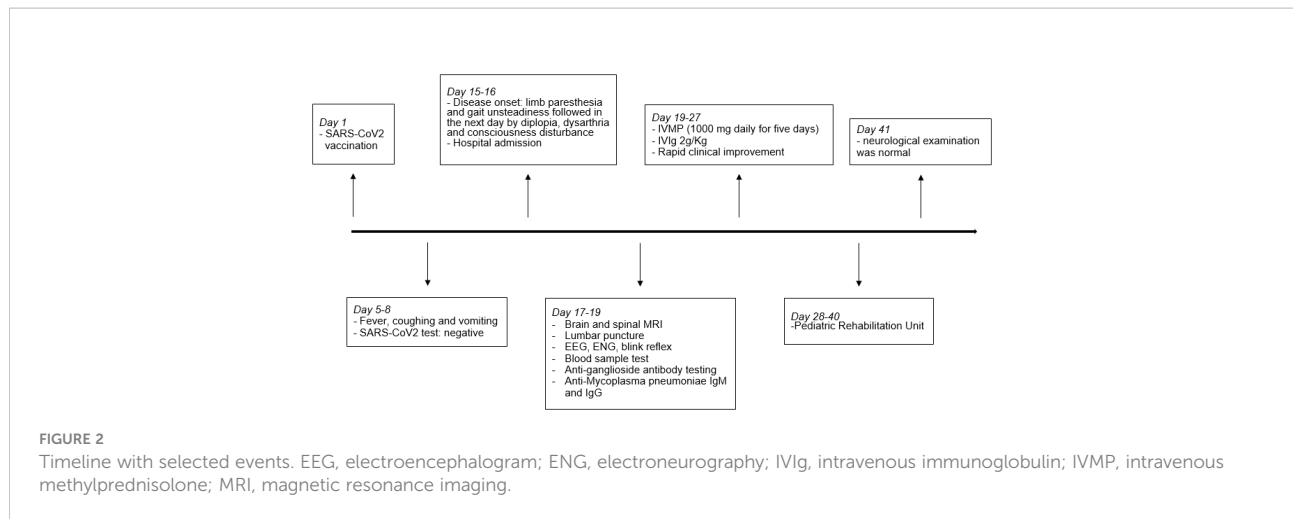 Day 1
- SARS-CoV2
vaccination
Day 15-16
- Disease onset: limb paresthesia
and gait unsteadiness followed in
the next day by diplopia, dysarthria
and consciousness disturbance
- Hospital admission
Day 19-27
- IVMP (1000 mg daily for five days)
- IVIg 2g/Kg
- Rapid clinical improvement
Day 41
- neurological examination
was normal
Day 5-8
- Fever, coughing and vomiting
- SARS-CoV2 test: negative
Day 17-19
- Brain and spinal MRI
- Lumbar puncture
- EEG, ENG, blink reflex
- Blood sample test
- Anti-ganglioside antibody testing
- Anti-Mycoplasma pneumoniae IgM
and IgG
Day 28-40
-Pediatric Rehabilitation Unit
FIGURE 2
Timeline with selected events. EEG, electroencephalogram; ENG, electroneurography; IVIg, intravenous immunoglobulin; IVMP, intravenous
methylprednisolone; MRI, magnetic resonance imaging.